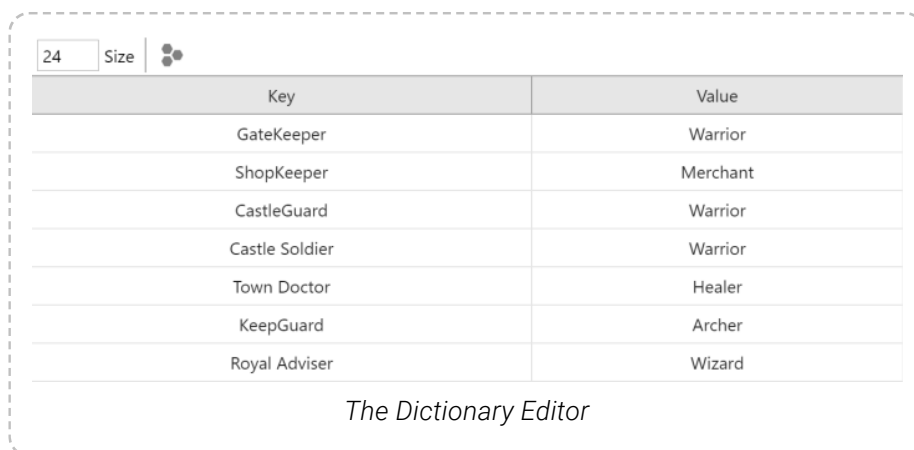 24 Size
Key Value
GateKeeper Warrior
ShopKeeper Merchant
CastleGuard Warrior
Castle Soldier Warrior
Town Doctor Healer
KeepGuard Archer
Royal Adviser Wizard
The Dictionary Editor